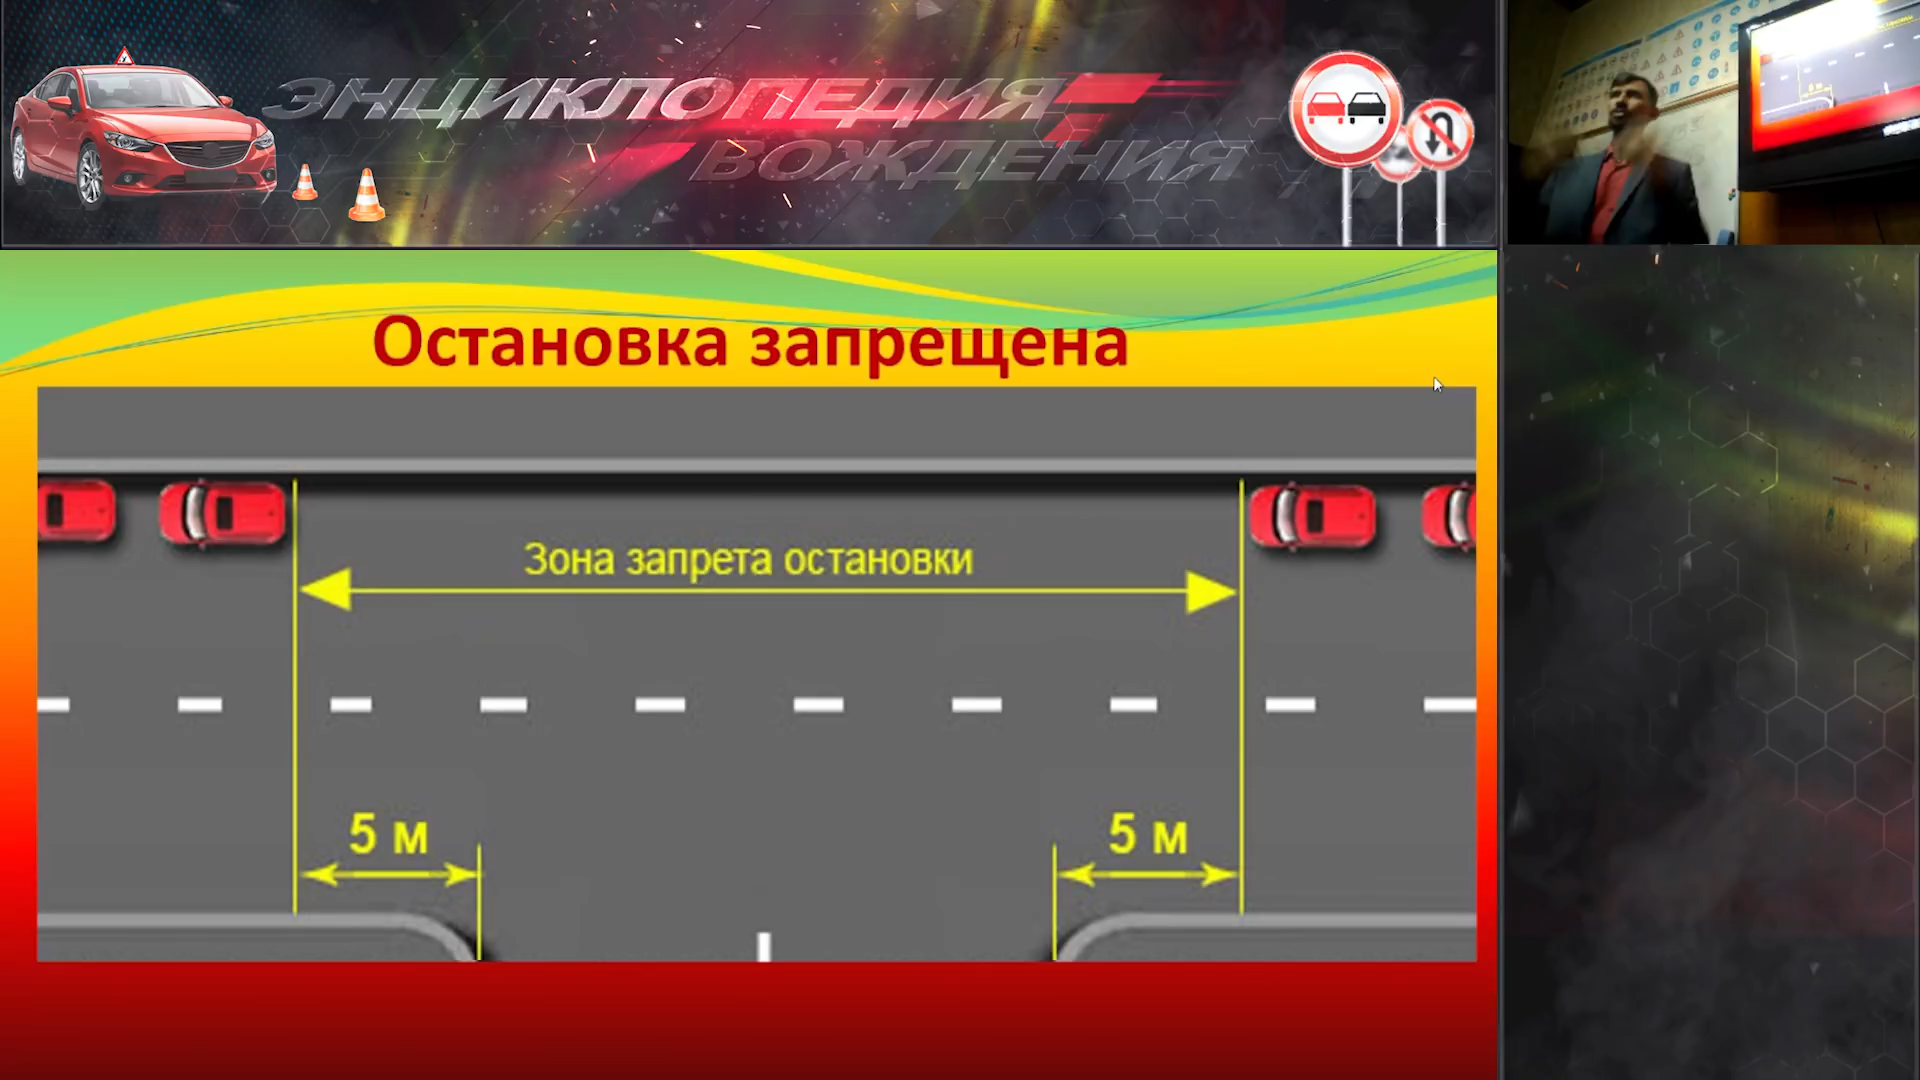 ЭНЦИКЛОПЕДИЯ
ВОЖДЕНИЯ
Остановка запрещена
Зона запрета остановки
5 м
5 м